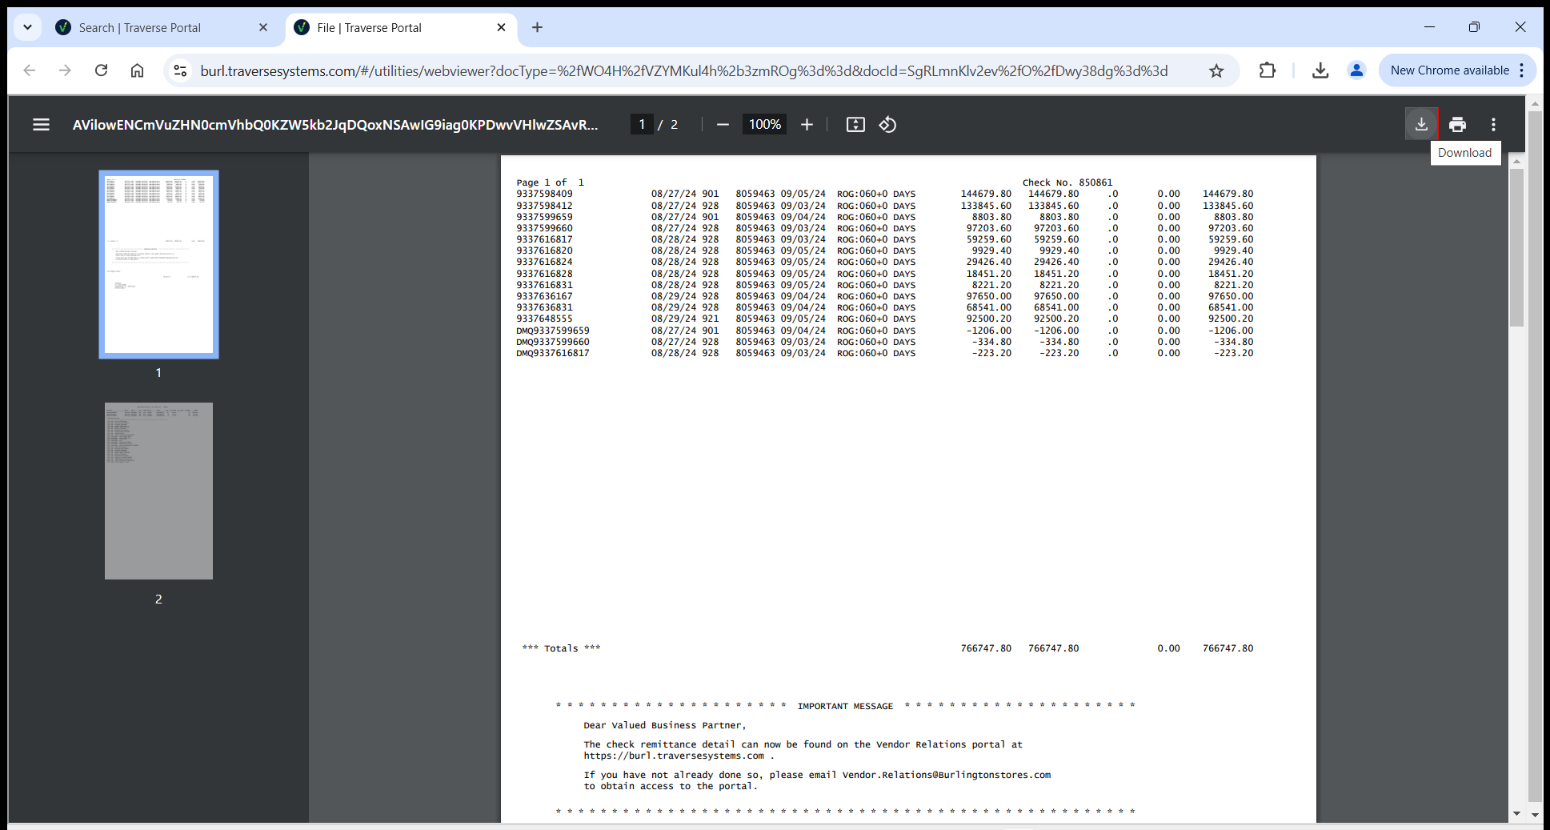 Search | Traverse Portal
File | Traverse Portal
burl.traversesystems.com/#/utilities/webviewer?docType=%2fWO4H%2fVZYMKul4h%2b3zmROg%3d%3d&docId=SgRLmnKlv2ev%2fO%2fDwy38dg%3d%3d
New Chrome available
AVilowENCmVuZHN0cmVhbQ0KZW5kb2JqDQoxNSAwIG9iag0KPDwvVHlwZSAvR...
1 / 2
100%
Download
1
2
Page 1 of 1 Check No. 850861
9337598409 08/27/24 901 8059463 09/05/24 ROG:060+0 DAYS 144679.80 144679.80 .0 0.00 144679.80
9337598412 08/27/24 928 8059463 09/03/24 ROG:060+0 DAYS 133845.60 133845.60 .0 0.00 133845.60
9337599659 08/27/24 901 8059463 09/04/24 ROG:060+0 DAYS 8803.80 8803.80 .0 0.00 8803.80
9337599660 08/27/24 928 8059463 09/03/24 ROG:060+0 DAYS 97203.60 97203.60 .0 0.00 97203.60
9337616817 08/28/24 928 8059463 09/03/24 ROG:060+0 DAYS 59259.60 59259.60 .0 0.00 59259.60
9337616820 08/28/24 928 8059463 09/05/24 ROG:060+0 DAYS 9929.40 9929.40 .0 0.00 9929.40
9337616824 08/28/24 928 8059463 09/05/24 ROG:060+0 DAYS 29426.40 29426.40 .0 0.00 29426.40
9337616828 08/28/24 928 8059463 09/05/24 ROG:060+0 DAYS 18451.20 18451.20 .0 0.00 18451.20
9337616831 08/28/24 928 8059463 09/05/24 ROG:060+0 DAYS 8221.20 8221.20 .0 0.00 8221.20
9337636167 08/29/24 928 8059463 09/04/24 ROG:060+0 DAYS 97650.00 97650.00 .0 0.00 97650.00
9337636831 08/29/24 928 8059463 09/04/24 ROG:060+0 DAYS 68541.00 68541.00 .0 0.00 68541.00
9337648555 08/29/24 921 8059463 09/05/24 ROG:060+0 DAYS 92500.20 92500.20 .0 0.00 92500.20
DMQ9337599659 08/27/24 901 8059463 09/04/24 ROG:060+0 DAYS -1206.00 -1206.00 .0 0.00 -1206.00
DMQ9337599660 08/27/24 928 8059463 09/03/24 ROG:060+0 DAYS -334.80 -334.80 .0 0.00 -334.80
DMQ9337616817 08/28/24 928 8059463 09/03/24 ROG:060+0 DAYS -223.20 -223.20 .0 0.00 -223.20
*** Totals *** 766747.80 766747.80 0.00 766747.80
* * * * * * * * * * * * * * * * * * * * * IMPORTANT MESSAGE * * * * * * * * * * * * * * * * * * * * *
Dear Valued Business Partner,
The check remittance detail can now be found on the Vendor Relations portal at
https://burl.traversesystems.com .
If you have not already done so, please email Vendor.Relations@Burlingtonstores.com
to obtain access to the portal.
* * * * * * * * * * * * * * * * * * * * * * * * * * * * * * * * * * * * * * * * * * * * * * * * * * * *